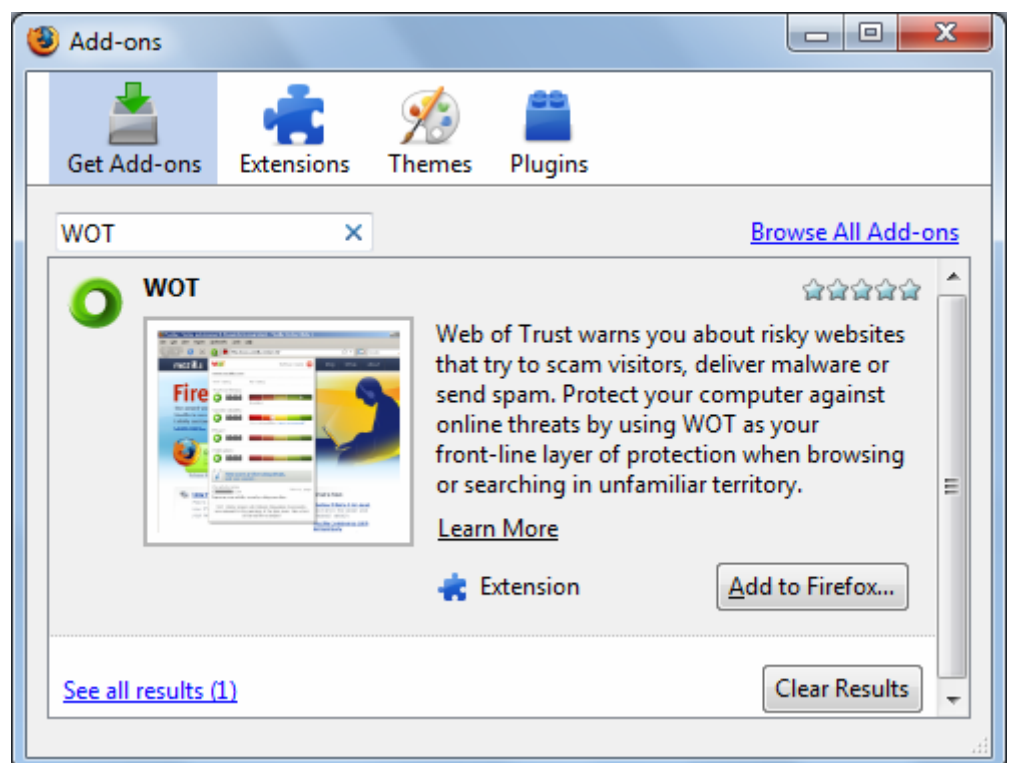 Add-ons
Get Add-ons
Extensions
Themes
Plugins
WOT
Browse All Add-ons
WOT
Web of Trust warns you about risky websites
that try to scam visitors, deliver malware or
send spam. Protect your computer against
online threats by using WOT as your
front-line layer of protection when browsing
or searching in unfamiliar territory.
Learn More
Extension
Add to Firefox...
See all results (1)
Clear Results